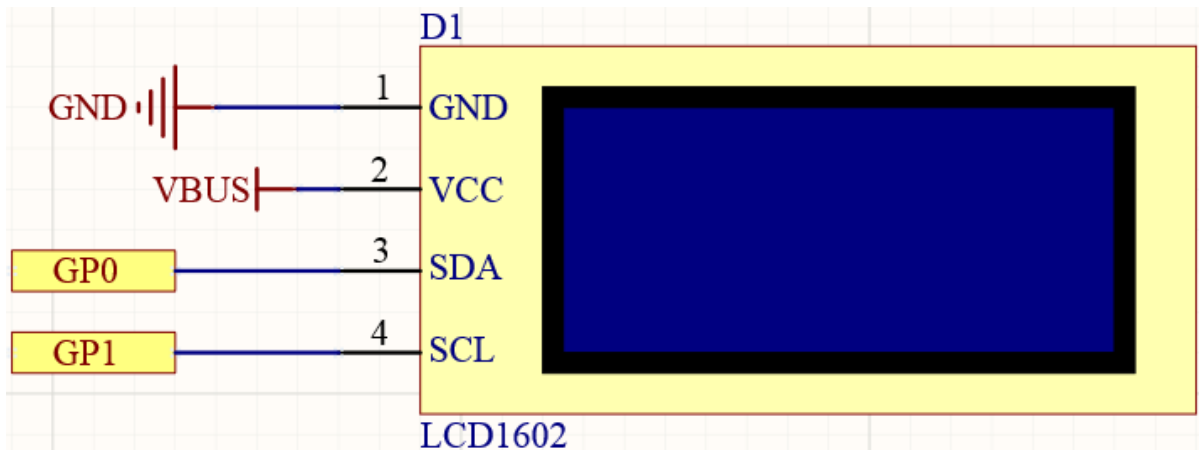 D1
GND 1 GND
VBUS 2 VCC
GP0 3 SDA
GP1 4 SCL
LCD1602